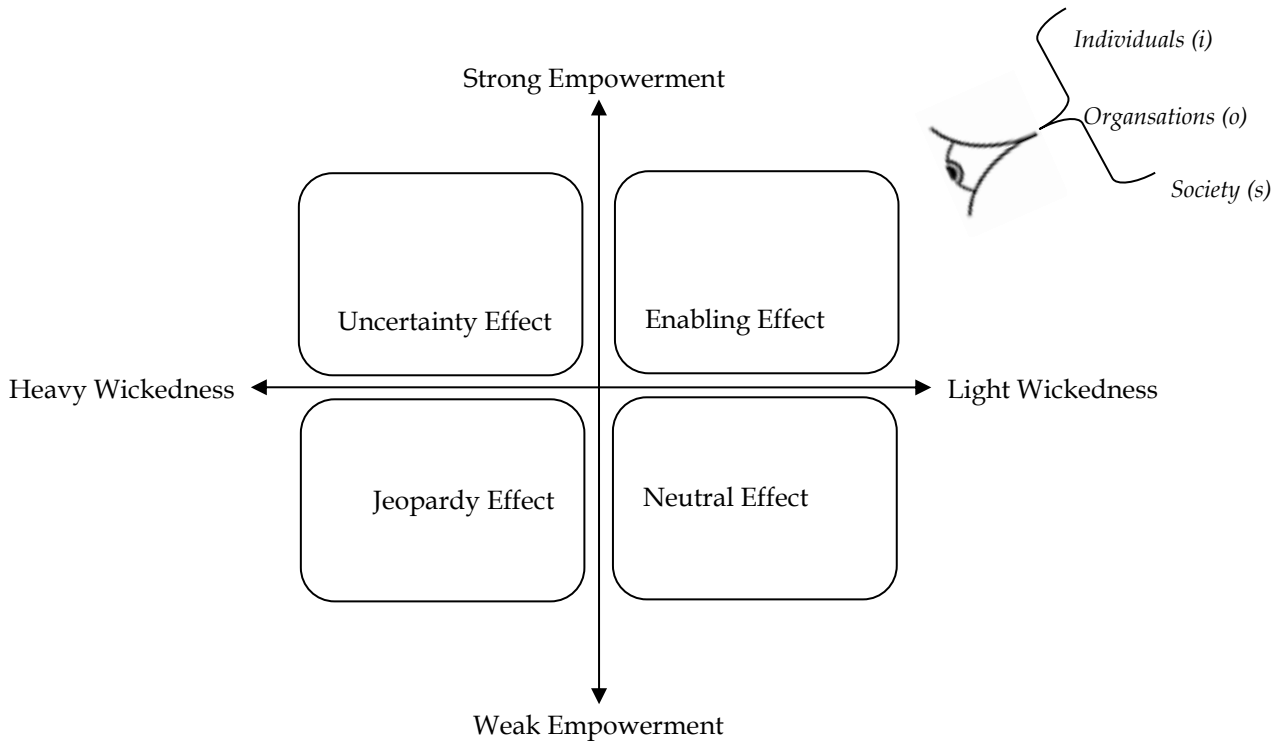 Individuals (i)
Strong Empowerment
Organsations (o)
Society (s)
Uncertainty Effect
Enabling Effect
Heavy Wickedness
Light Wickedness
Jeopardy Effect
Neutral Effect
Weak Empowerment